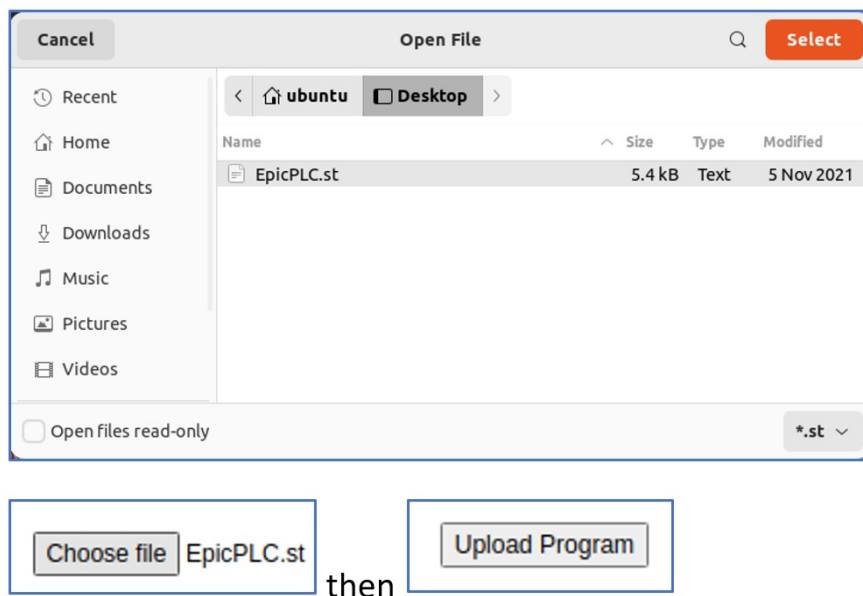 Cancel Open File Select
Recent
ubuntu Desktop
Home
Name Size Type Modified
EpicPLC.st 5.4 kB Text 5 Nov 2021
Documents
Downloads
Music
Pictures
Videos
Open files read-only *.st
Choose file EpicPLC.st then Upload Program